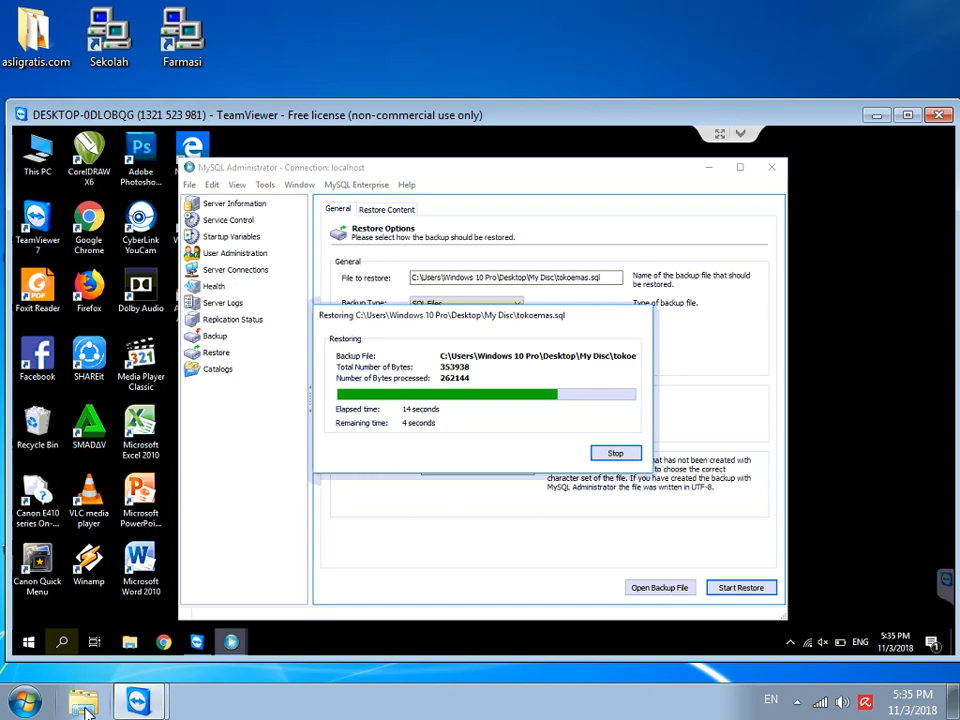 asligratis.com
Sekolah
Farmasi
DESKTOP-0DLOBQG (1321 523 981) - TeamViewer - Free license (non-commercial use only)
This PC
CorelDRAW X6
Adobe Photosho...
MySQL Administrator - Connection: localhost
File Edit View Tools Window MySQL Enterprise Help
Server Information
Service Control
Startup Variables
User Administration
Server Connections
Health
Server Logs
Replication Status
Backup
Restore
Catalogs
General
Restore Content
Restore Options
Please select how the backup should be restored.
General
File to restore:
C:\Users\Windows 10 Pro\Desktop\My Disc\tokoemas.sql
Name of the backup file that should
be restored.
Backup Type:
SQL Files
Type of backup file.
Restoring C:\Users\Windows 10 Pro\Desktop\My Disc\tokoemas.sql
Restoring
Backup File: C:\Users\Windows 10 Pro\Desktop\My Disc\tokoe
Total Number of Bytes: 353938
Number of Bytes processed: 262144
Elapsed time: 14 seconds
Remaining time: 4 seconds
Stop
that has not been created with
to choose the correct
character set of the file. If you have created the backup with
MySQL Administrator the file was written in UTF-8.
Open Backup File
Start Restore
TeamViewer 7
Google Chrome
CyberLink YouCam
Foxit Reader
Firefox
Dolby Audio
Facebook
SHAREit
Media Player Classic
Recycle Bin
SMADΔV
Microsoft Excel 2010
Canon E410 series On-...
VLC media player
Microsoft PowerPoi...
Canon Quick Menu
Winamp
Microsoft Word 2010
ENG
5:35 PM
11/3/2018
1
EN
5:35 PM
11/3/2018